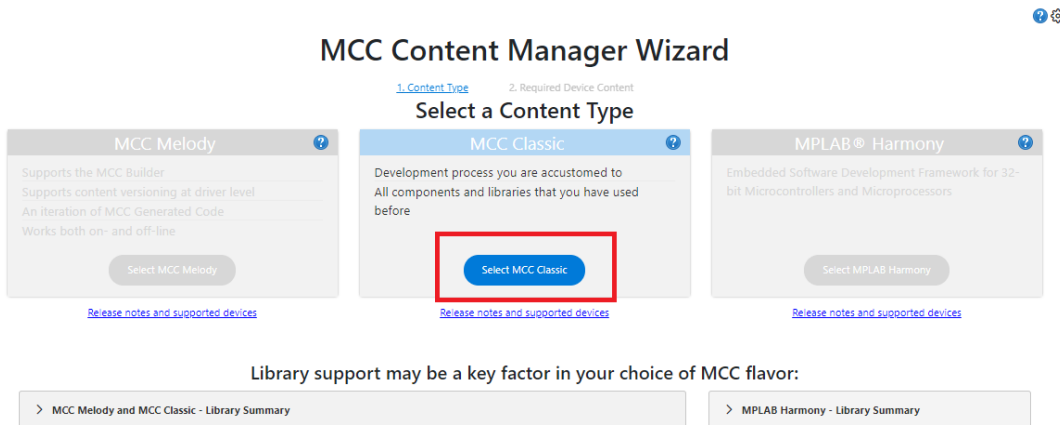 MCC Content Manager Wizard
1. Content Type 2. Required Device Content
Select a Content Type
MCC Melody
Supports the MCC Builder
Supports content versioning at driver level
An iteration of MCC Generated Code
Works both on- and off-line
Select MCC Melody
Release notes and supported devices
MCC Classic
Development process you are accustomed to
All components and libraries that you have used
before
Select MCC Classic
Release notes and supported devices
MPLAB® Harmony
Embedded Software Development Framework for 32-
bit Microcontrollers and Microprocessors
Select MPLAB Harmony
Release notes and supported devices
Library support may be a key factor in your choice of MCC flavor:
MCC Melody and MCC Classic - Library Summary
MPLAB Harmony - Library Summary